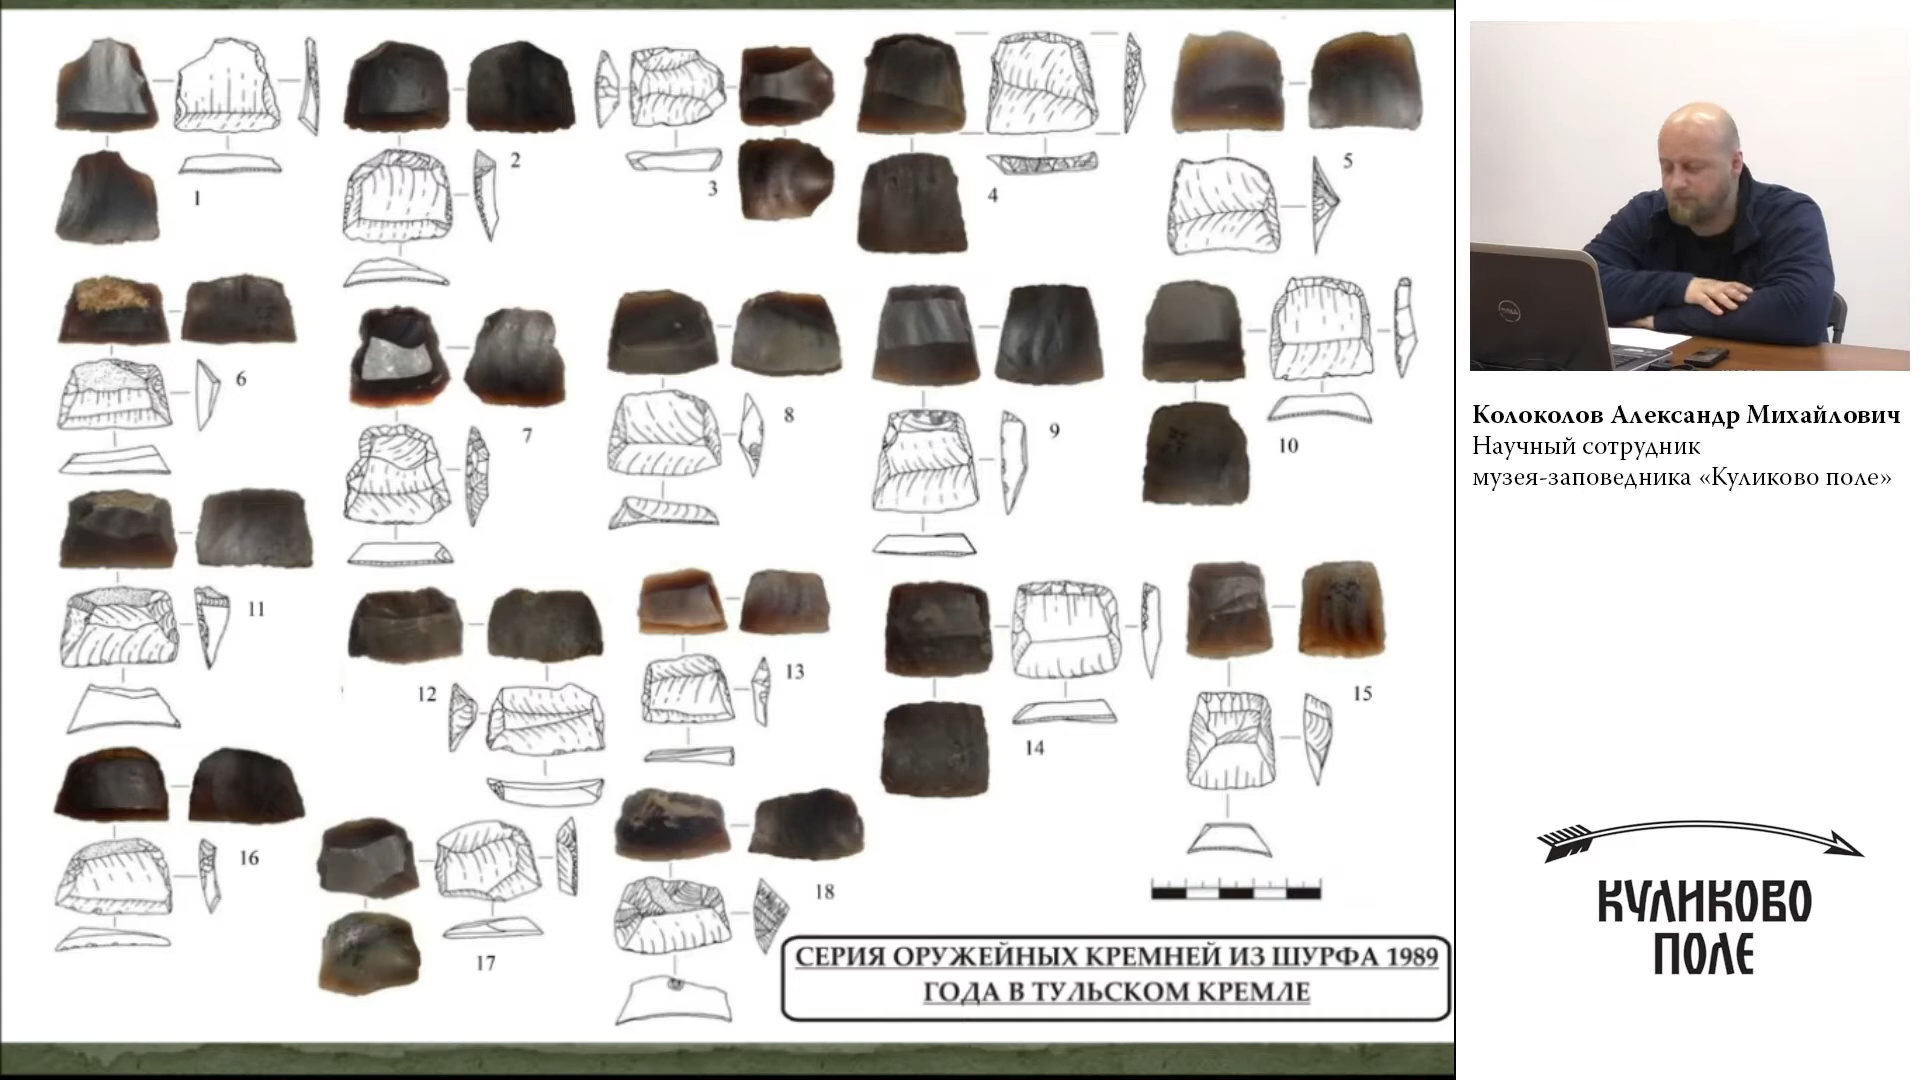 1
2
3
4
5
6
7
8
9
10
11
12
13
14
15
16
17
18
СЕРИЯ ОРУЖЕЙНЫХ КРЕМНЕЙ ИЗ ШУРФА 1989
ГОДА В ТУЛЬСКОМ КРЕМЛЕ
DELL
Колоколов Александр Михайлович
Научный сотрудник
музея-заповедника «Куликово поле»
КУЛИКОВО
ПОЛЕ